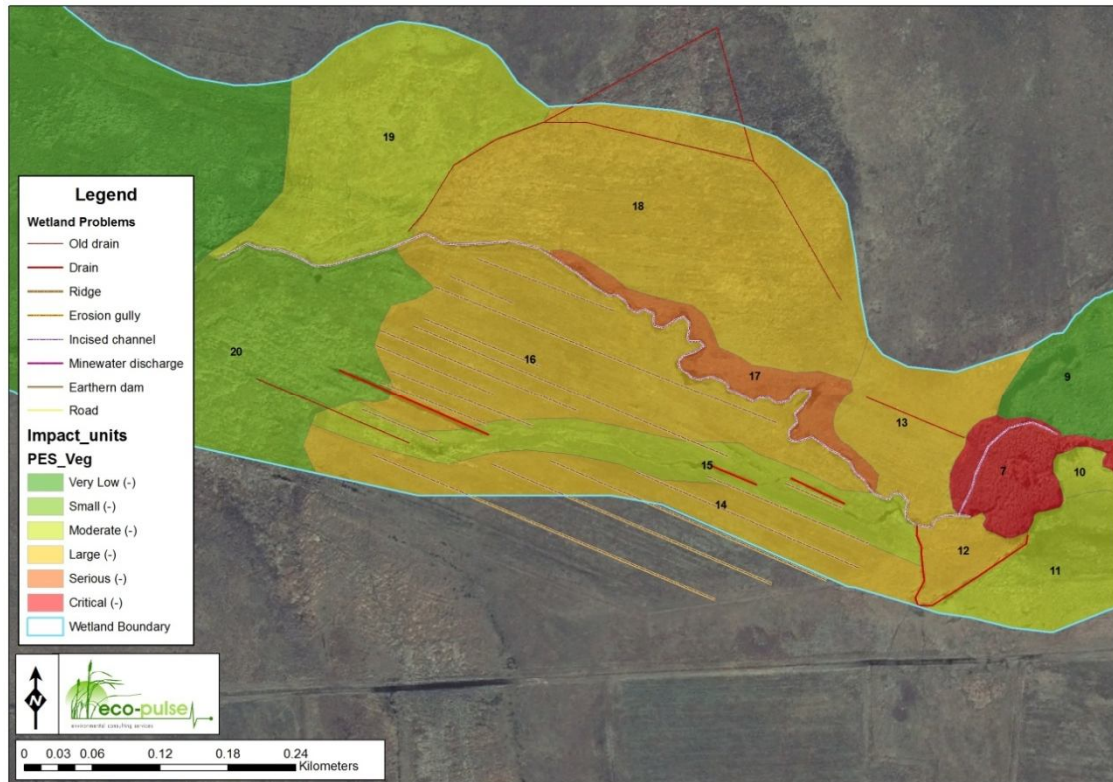 19
18
20
16
17
13
9
7
10
15
14
12
11
Legend
Wetland Problems
Old drain
Drain
Ridge
Erosion gully
Incised channel
Minewater discharge
Earthern dam
Road
Impact_units
PES_Veg
Very Low (-)
Small (-)
Moderate (-)
Large (-)
Serious (-)
Critical (-)
Wetland Boundary
N
eco-pulse
environmental consulting services
0 0.03 0.06 0.12 0.18 0.24
Kilometers